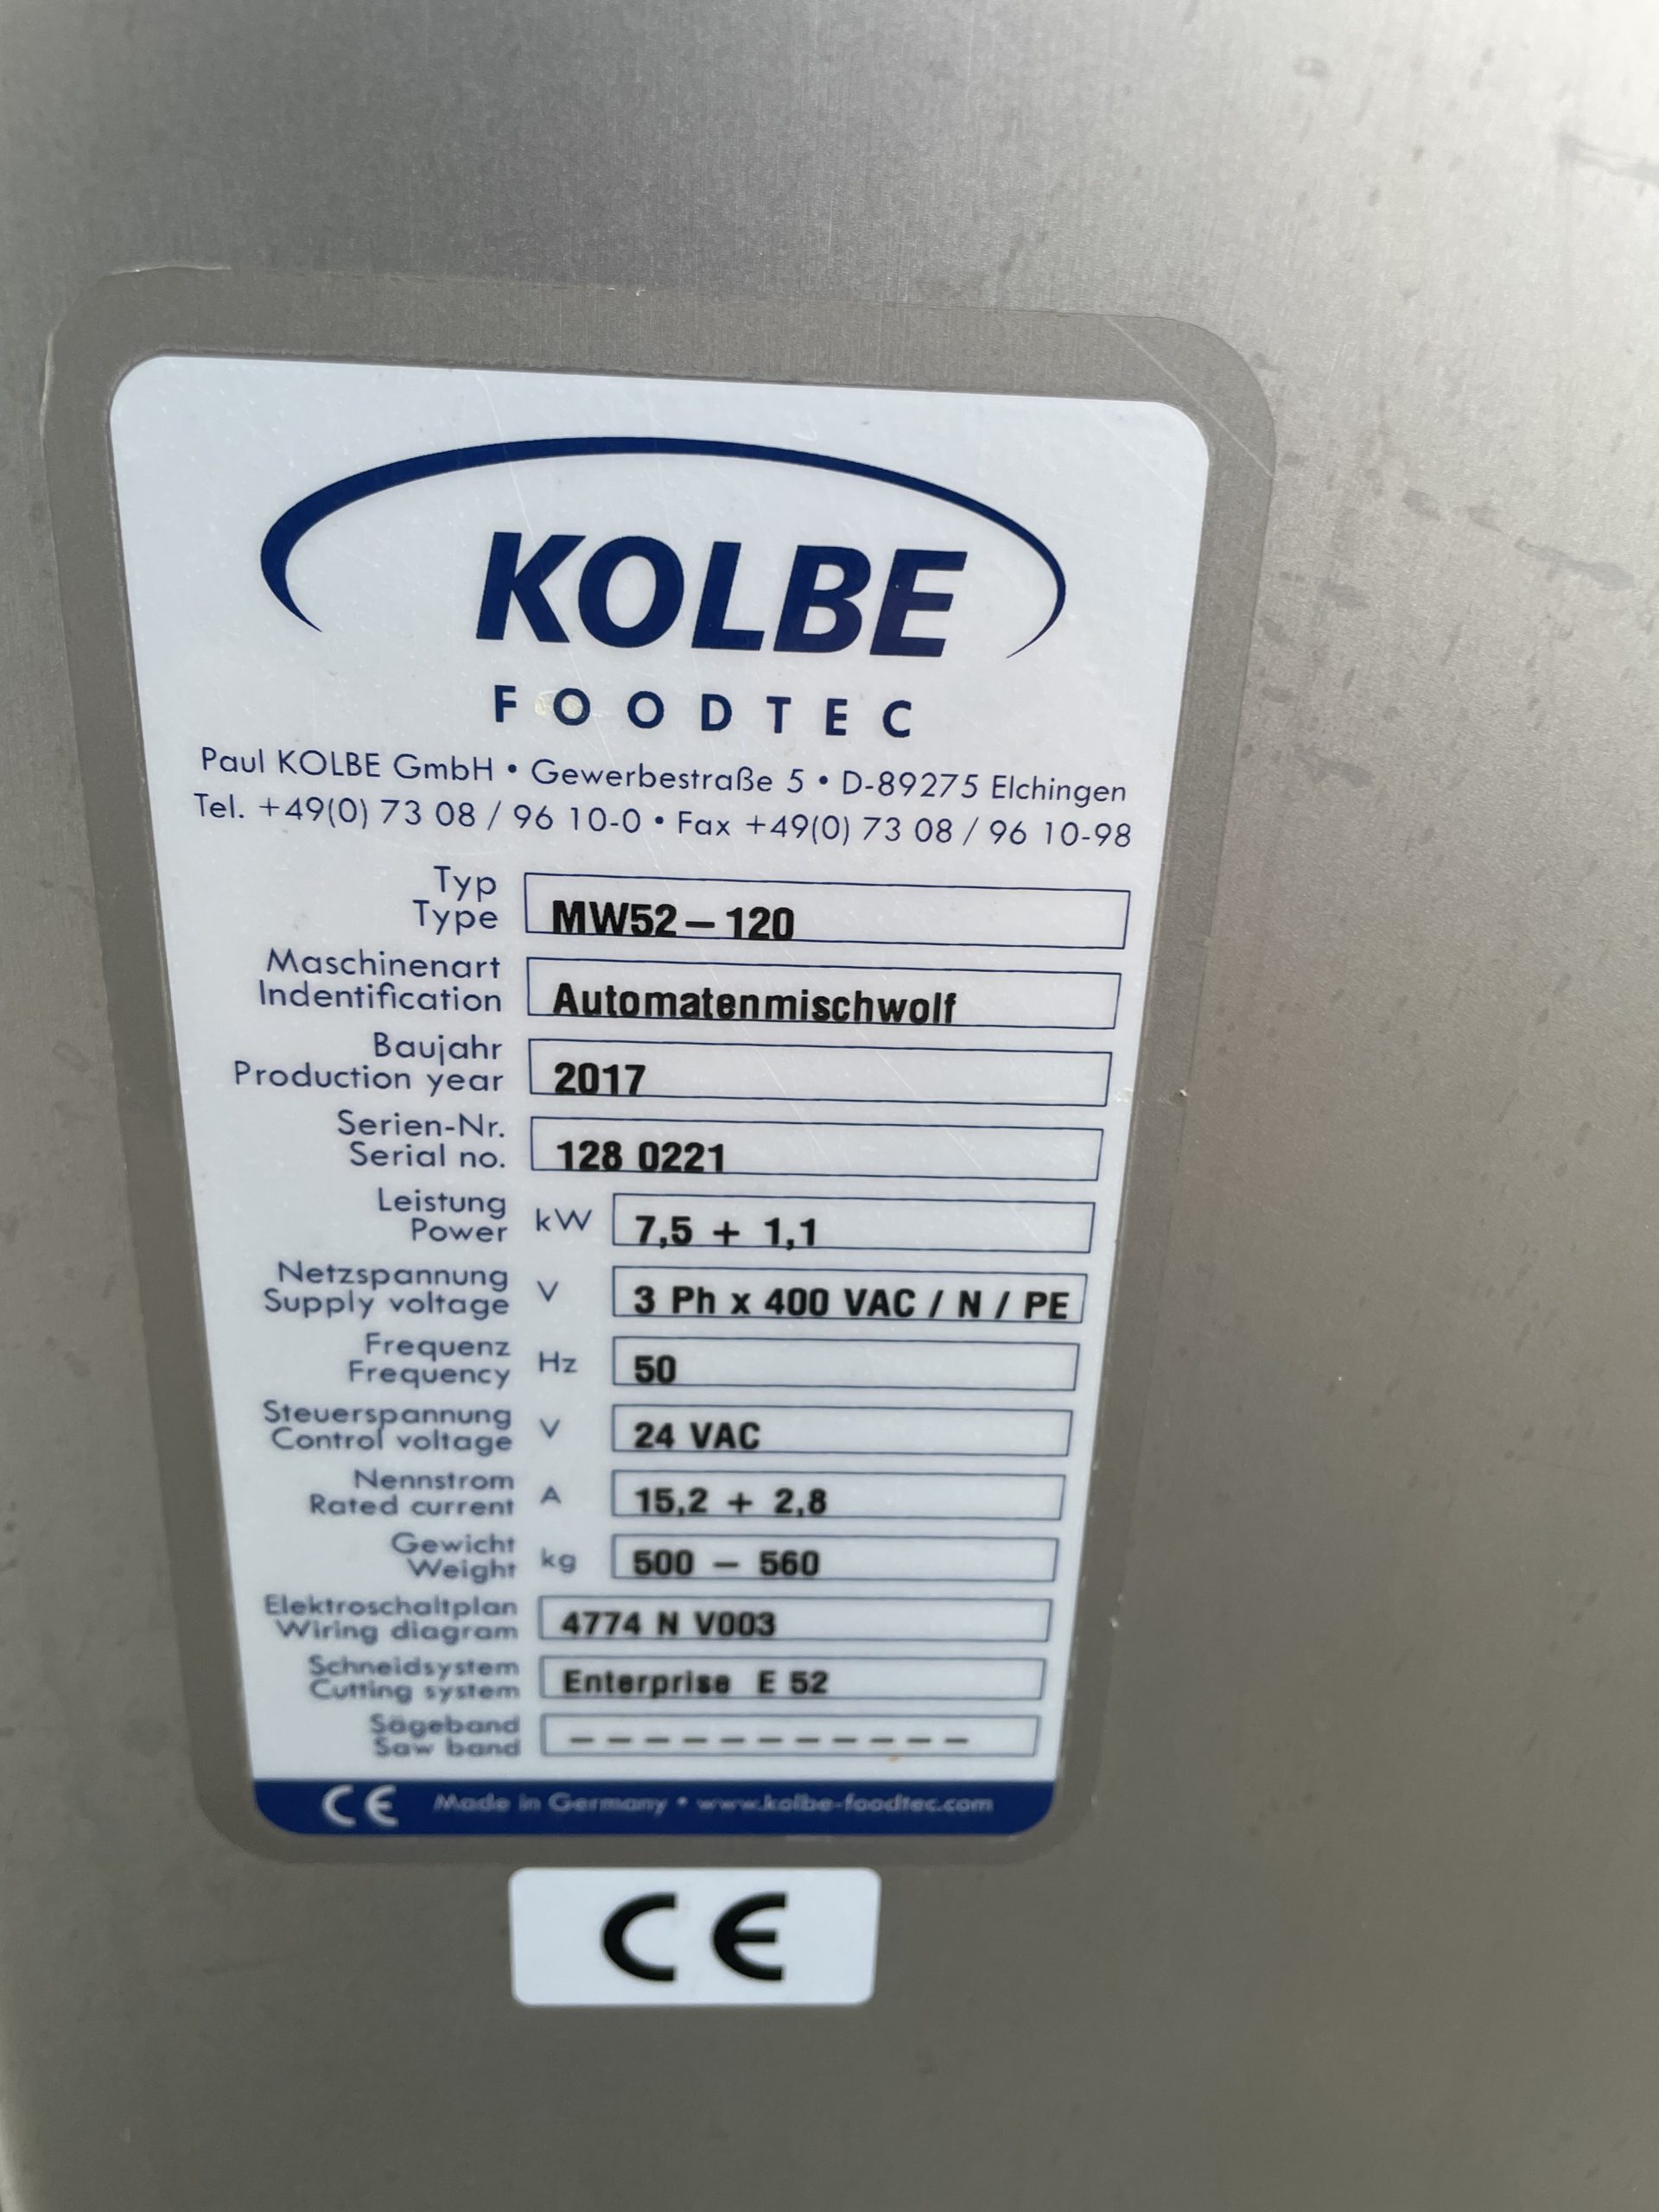 KOLBE
FOODTEC
Paul KOLBE GmbH • Gewerbestraße 5 • D-89275 Elchingen
Tel. +49(0) 73 08 / 96 10-0 • Fax +49(0) 73 08 / 96 10-98
Typ
Type MW52 – 120
Maschinenart
Indentification Automatenmischwolf
Baujahr
Production year 2017
Serien-Nr.
Serial no. 128 0221
Leistung
Power kW 7,5 + 1,1
Netzspannung
Supply voltage V 3 Ph x 400 VAC / N / PE
Frequenz
Frequency Hz 50
Steuerspannung
Control voltage V 24 VAC
Nennstrom
Rated current A 15,2 + 2,8
Gewicht
Weight kg 500 – 560
Elektroschaltplan
Wiring diagram 4774 N V003
Schneidsystem
Cutting system Enterprise E 52
Sägeband
Saw band – – – – – – – – – – –
CE Made in Germany • www.kolbe-foodtec.com
CE